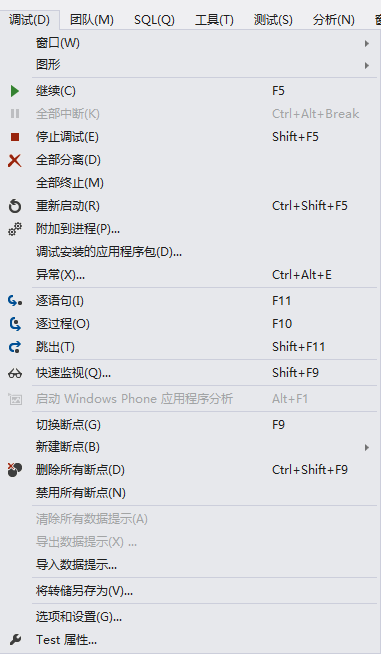 调试(D) 团队(M) SQL(Q) 工具(T) 测试(S) 分析(N)
窗口(W)
图形
继续(C) F5
全部中断(K) Ctrl+Alt+Break
停止调试(E) Shift+F5
全部分离(D)
全部终止(M)
重新启动(R) Ctrl+Shift+F5
附加到进程(P)...
调试安装的应用程序包(D)...
异常(X)... Ctrl+Alt+E
逐语句(I) F11
逐过程(O) F10
跳出(T) Shift+F11
快速监视(Q)... Shift+F9
启动 Windows Phone 应用程序分析 Alt+F1
切换断点(G) F9
新建断点(B)
删除所有断点(D) Ctrl+Shift+F9
禁用所有断点(N)
清除所有数据提示(A)
导出数据提示(X) ...
导入数据提示...
将转储另存为(V)...
选项和设置(G)...
Test 属性...